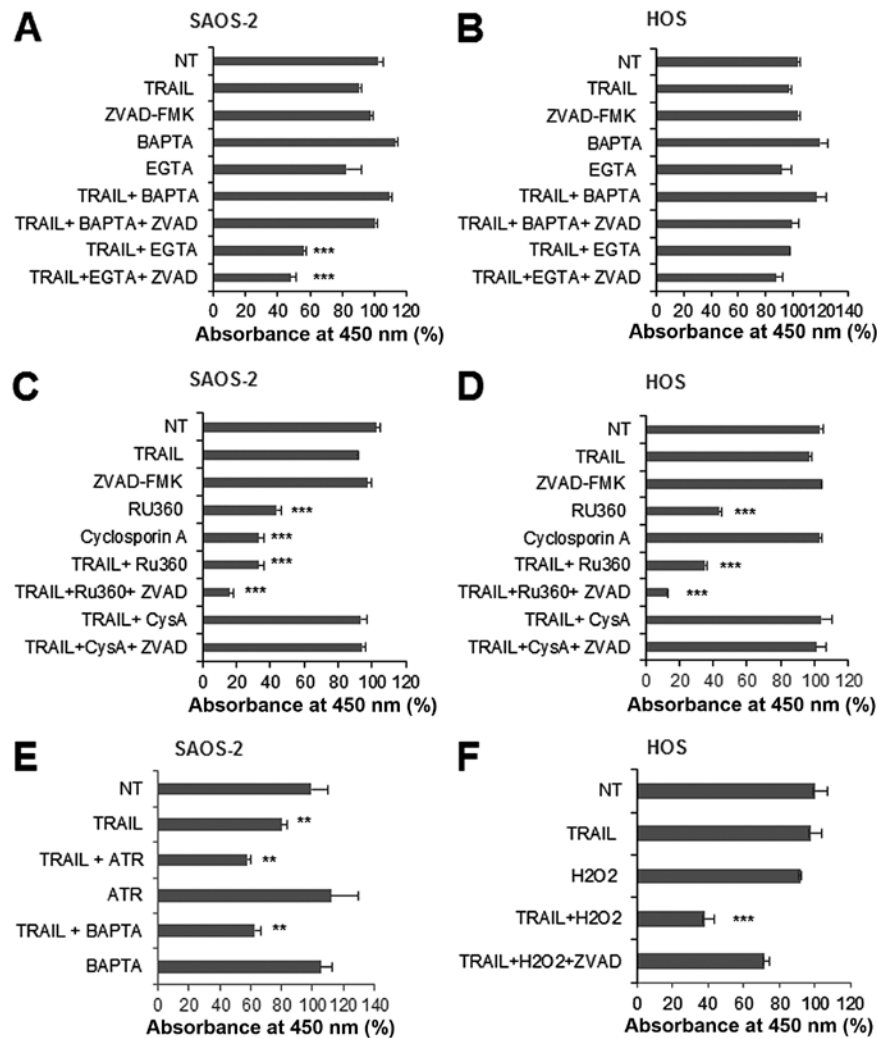 A
SAOS-2
NT
TRAIL
ZVAD-FMK
BAPTA
EGTA
TRAIL+ BAPTA
TRAIL+ BAPTA+ ZVAD
TRAIL+ EGTA ***
TRAIL+EGTA+ ZVAD ***
0 20 40 60 80 100 120
Absorbance at 450 nm (%)
B
HOS
NT
TRAIL
ZVAD-FMK
BAPTA
EGTA
TRAIL+ BAPTA
TRAIL+ BAPTA+ ZVAD
TRAIL+ EGTA
TRAIL+EGTA+ ZVAD
0 20 40 60 80 100 120 140
Absorbance at 450 nm (%)
C
SAOS-2
NT
TRAIL
ZVAD-FMK
RU360 ***
Cyclosporin A ***
TRAIL+ Ru360 ***
TRAIL+Ru360+ ZVAD ***
TRAIL+ CysA
TRAIL+CysA+ ZVAD
0 20 40 60 80 100 120
Absorbance at 450 nm (%)
D
HOS
NT
TRAIL
ZVAD-FMK
RU360 ***
Cyclosporin A
TRAIL+ Ru360 ***
TRAIL+Ru360+ ZVAD ***
TRAIL+ CysA
TRAIL+CysA+ ZVAD
0 20 40 60 80 100 120
Absorbance at 450 nm (%)
E
SAOS-2
NT
TRAIL **
TRAIL + ATR **
ATR
TRAIL + BAPTA **
BAPTA
0 20 40 60 80 100 120 140
Absorbance at 450 nm (%)
F
HOS
NT
TRAIL
H2O2
TRAIL+H2O2 ***
TRAIL+H2O2+ZVAD
0 20 40 60 80 100 120
Absorbance at 450 nm (%)